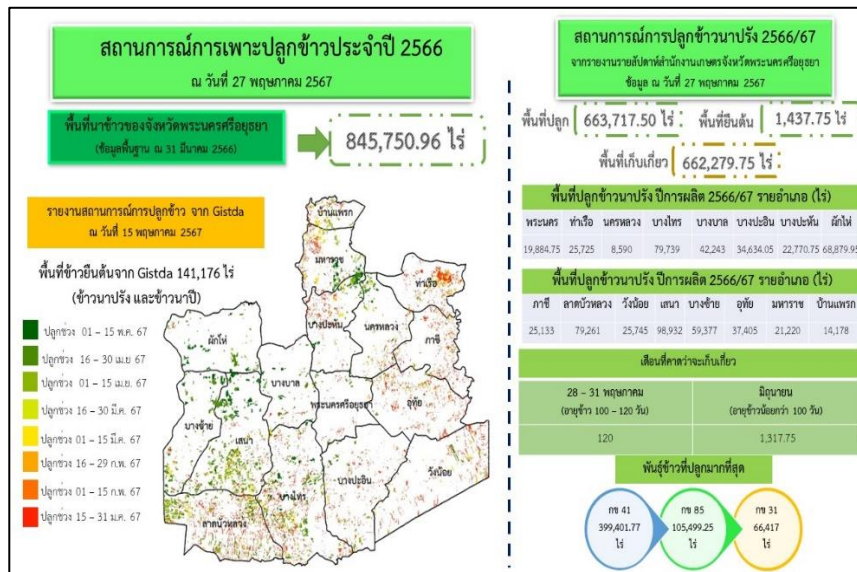 สถานการณ์การเพาะปลูกข้าวประจำปี 2566
ณ วันที่ 27 พฤษภาคม 2567
พื้นที่นาข้าวของจังหวัดพระนครศรีอยุธยา
(ข้อมูลพื้นฐาน ณ 31 มีนาคม 2566)
845,750.96 ไร่
รายงานสถานการณ์การปลูกข้าว จาก Gistda
ณ วันที่ 15 พฤษภาคม 2567
พื้นที่ข้าวยืนต้นจาก Gistda 141,176 ไร่
(ข้าวนาปรัง และข้าวนาปี)
ปลูกช่วง 01 – 15 พ.ค. 67
ปลูกช่วง 16 – 30 เม.ย 67
ปลูกช่วง 01 – 15 เม.ย. 67
ปลูกช่วง 16 – 30 มี.ค. 67
ปลูกช่วง 01 – 15 มี.ค. 67
ปลูกช่วง 16 – 29 ก.พ. 67
ปลูกช่วง 01 – 15 ก.พ. 67
ปลูกช่วง 15 – 31 ม.ค. 67
บ้านแพรก
มหาราช
ท่าเรือ
บางปะหัน
นครหลวง
ผักไห่
ภาชี
บางบาล
พระนครศรีอยุธยา
อุทัย
บางซ้าย
เสนา
บางปะอิน
วังน้อย
บางไทร
ลาดบัวหลวง
สถานการณ์การปลูกข้าวนาปรัง 2566/67
จากรายงานรายสัปดาห์สำนักงานเกษตรจังหวัดพระนครศรีอยุธยา
ข้อมูล ณ วันที่ 27 พฤษภาคม 2567
พื้นที่ปลูก 663,717.50 ไร่ พื้นที่ยืนต้น 1,437.75 ไร่
พื้นที่เก็บเกี่ยว 662,279.75 ไร่
พื้นที่ปลูกข้าวนาปรัง ปีการผลิต 2566/67 รายอำเภอ (ไร่)
พระนคร ท่าเรือ นครหลวง บางไทร บางบาล บางปะอิน บางปะหัน ผักไห่
19,884.75 25,725 8,590 79,739 42,243 34,634.05 22,770.75 68,879.95
พื้นที่ปลูกข้าวนาปรัง ปีการผลิต 2566/67 รายอำเภอ (ไร่)
ภาชี ลาดบัวหลวง วังน้อย เสนา บางซ้าย อุทัย มหาราช บ้านแพรก
25,133 79,261 25,745 98,932 59,377 37,405 21,220 14,178
เดือนที่คาดว่าจะเก็บเกี่ยว
28 – 31 พฤษภาคม มิถุนายน
(อายุข้าว 100 – 120 วัน) (อายุข้าวน้อยกว่า 100 วัน)
120 1,317.75
พันธุ์ข้าวที่ปลูกมากที่สุด
กข 41 กข 85 กข 31
399,401.77 105,499.25 66,417
ไร่ ไร่ ไร่